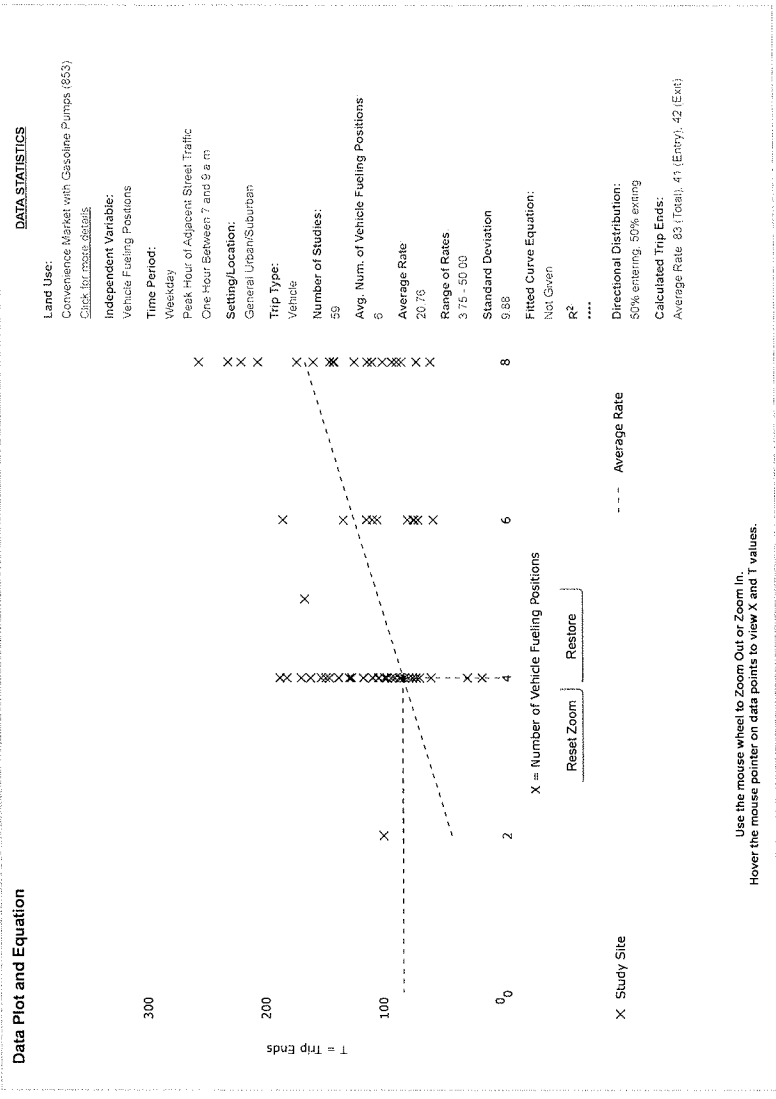 Data Plot and Equation
DATA STATISTICS
T = Trip Ends
300
200
100
0
0
2
4
6
8
X = Number of Vehicle Fueling Positions
Reset Zoom
Restore
X Study Site
--- Average Rate
Use the mouse wheel to Zoom Out or Zoom In.
Hover the mouse pointer on data points to view X and T values.
Land Use:
Convenience Market with Gasoline Pumps (853)
Click for more details
Independent Variable:
Vehicle Fueling Positions
Time Period:
Weekday
Peak Hour of Adjacent Street Traffic
One Hour Between 7 and 9 a.m.
Setting/Location:
General Urban/Suburban
Trip Type:
Vehicle
Number of Studies:
59
Avg. Num. of Vehicle Fueling Positions:
6
Average Rate
20.76
Range of Rates
3.75 - 50.00
Standard Deviation
9.88
Fitted Curve Equation:
Not Given
R²
****
Directional Distribution:
50% entering, 50% exiting
Calculated Trip Ends:
Average Rate: 83 (Total), 41 (Entry), 42 (Exit)